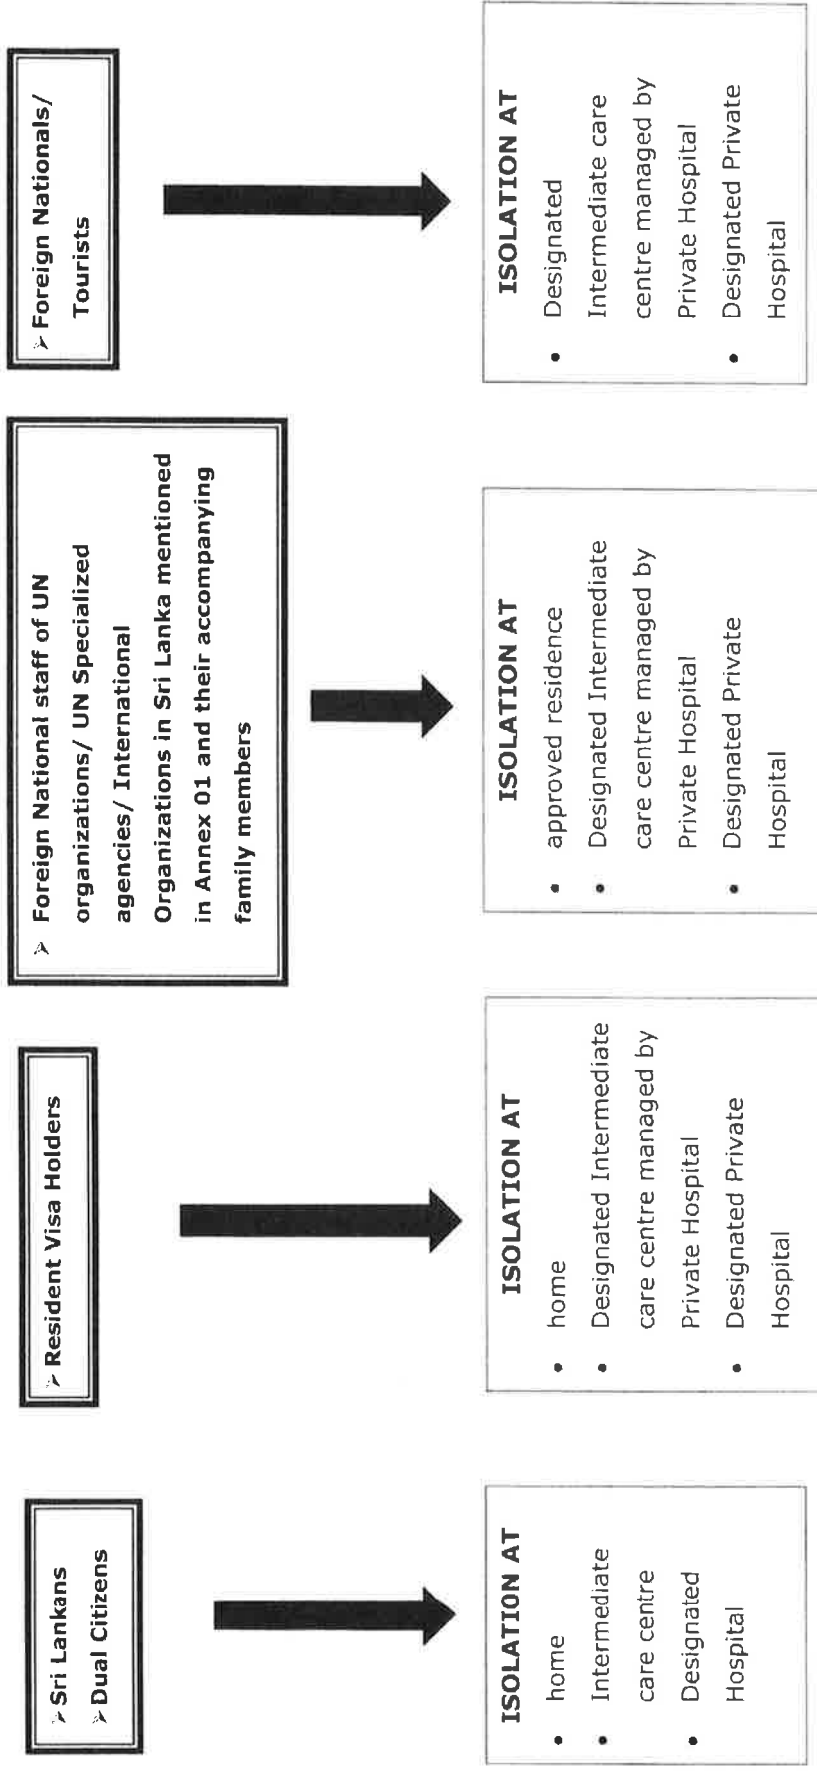 ➢ Sri Lankans
➢ Dual Citizens
ISOLATION AT
• home
• Intermediate
care centre
• Designated
Hospital
➢ Resident Visa Holders
ISOLATION AT
• home
• Designated Intermediate
care centre managed by
Private Hospital
• Designated Private
Hospital
➢ Foreign National staff of UN
organizations/ UN Specialized
agencies/ International
Organizations in Sri Lanka mentioned
in Annex 01 and their accompanying
family members
ISOLATION AT
• approved residence
• Designated Intermediate
care centre managed by
Private Hospital
• Designated Private
Hospital
➢ Foreign Nationals/
Tourists
ISOLATION AT
• Designated
Intermediate care
centre managed by
Private Hospital
• Designated Private
Hospital